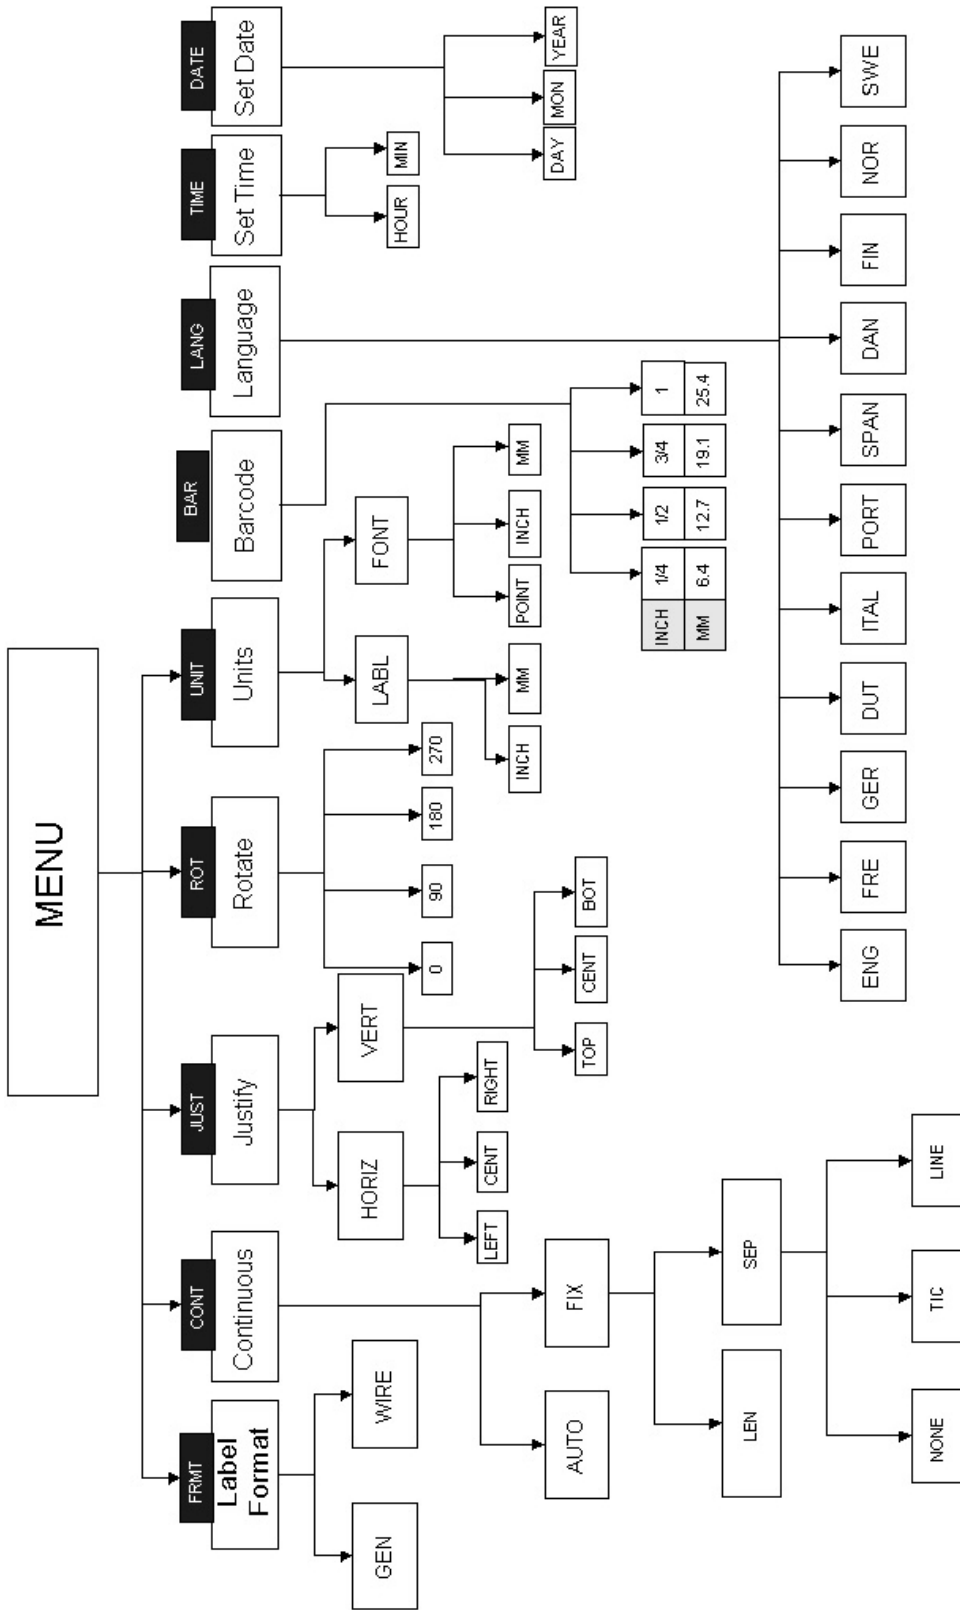 MENU
FRMT
Label
Format
GEN
WIRE
CONT
Continuous
AUTO
FIX
LEN
SEP
NONE
TIC
LINE
JUST
Justify
HORIZ
LEFT
CENT
RIGHT
VERT
TOP
CENT
BOT
ROT
Rotate
0
90
180
270
UNIT
Units
LABL
INCH
MM
FONT
POINT
INCH
MM
BAR
Barcode
INCH 1/4 1/2 3/4 1
MM 6.4 12.7 19.1 25.4
LANG
Language
ENG
FRE
GER
DUT
ITAL
PORT
SPAN
DAN
FIN
NOR
SWE
TIME
Set Time
HOUR
MIN
DATE
Set Date
DAY
MON
YEAR